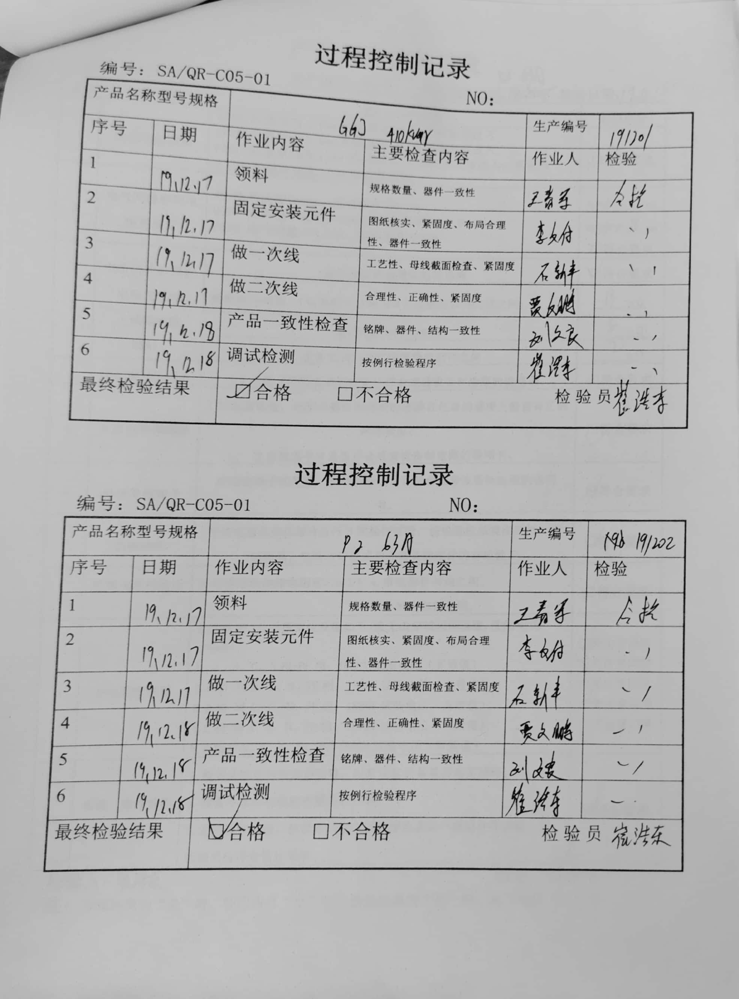 过程控制记录
编号：SA/QR-C05-01 NO：
产品名称型号规格 GGJ 410kvar 生产编号 191201
序号 日期 作业内容 主要检查内容 作业人 检验
1 19.12.17 领料 规格数量、器件一致性 王青军 合格
2 19.12.17 固定安装元件 图纸核实、紧固度、布局合理
性、器件一致性 李文付
3 19.12.17 做一次线 工艺性、母线截面检查、紧固度 石新丰
4 19.12.17 做二次线 合理性、正确性、紧固度 贾文鹏
5 19.12.18 产品一致性检查 铭牌、器件、结构一致性 刘文良
6 19.12.18 调试检测 按例行检验程序 崔浩东
最终检验结果 ☑合格 □不合格 检验员 崔浩东
过程控制记录
编号：SA/QR-C05-01 NO：
产品名称型号规格 P2 63A 生产编号 191202
序号 日期 作业内容 主要检查内容 作业人 检验
1 19.12.17 领料 规格数量、器件一致性 王青军 合格
2 19.12.17 固定安装元件 图纸核实、紧固度、布局合理
性、器件一致性 李文付
3 19.12.17 做一次线 工艺性、母线截面检查、紧固度 石新丰
4 19.12.18 做二次线 合理性、正确性、紧固度 贾文鹏
5 19.12.18 产品一致性检查 铭牌、器件、结构一致性 刘文良
6 19.12.18 调试检测 按例行检验程序 崔浩东
最终检验结果 ☑合格 □不合格 检验员 崔浩东